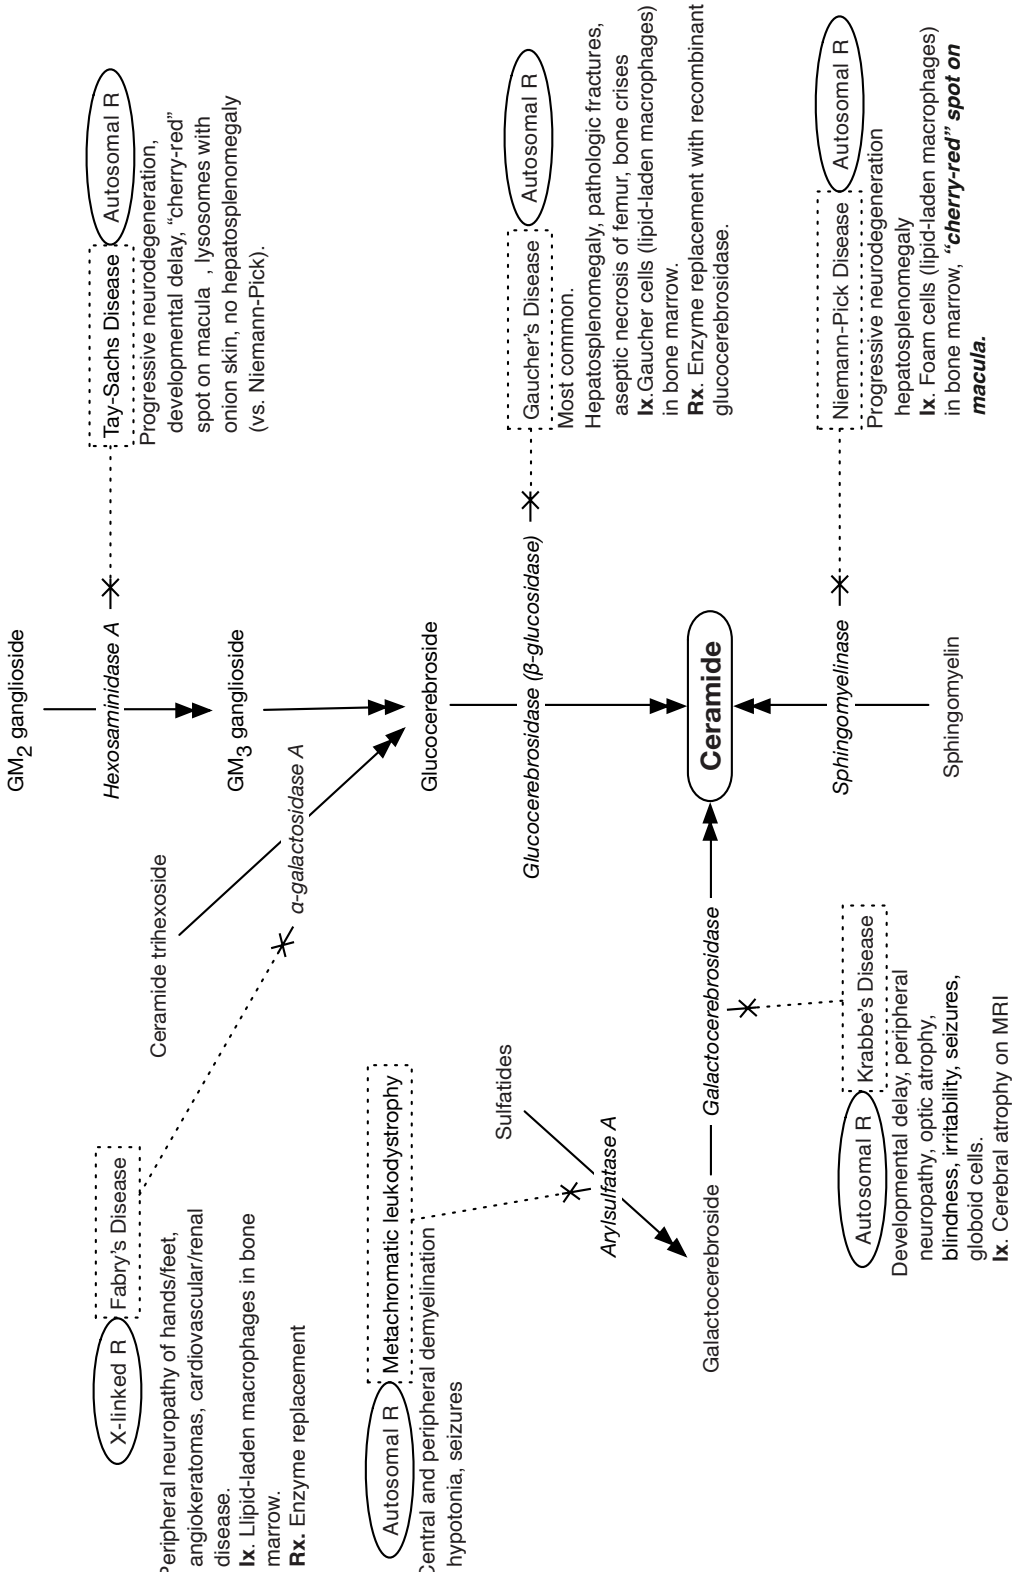 GM2 ganglioside
Hexosaminidase A
GM3 ganglioside
Tay-Sachs Disease
Autosomal R
Progressive neurodegeneration,
developmental delay, “cherry-red”
spot on macula , lysosomes with
onion skin, no hepatosplenomegaly
(vs. Niemann-Pick).
Ceramide trihexoside
α-galactosidase A
X-linked R
Fabry’s Disease
Peripheral neuropathy of hands/feet,
angiokeratomas, cardiovascular/renal
disease.
Ix. Llipid-laden macrophages in bone
marrow.
Rx. Enzyme replacement
Glucocerebroside
Glucocerebrosidase (β-glucosidase)
Gaucher’s Disease
Autosomal R
Most common.
Hepatosplenomegaly, pathologic fractures,
aseptic necrosis of femur, bone crises
Ix.Gaucher cells (lipid-laden macrophages)
in bone marrow.
Rx. Enzyme replacement with recombinant
glucocerebrosidase.
Autosomal R
Metachromatic leukodystrophy
Central and peripheral demyelination
hypotonia, seizures
Sulfatides
Arylsulfatase A
Galactocerebroside
Galactocerebrosidase
Ceramide
Autosomal R
Krabbe’s Disease
Developmental delay, peripheral
neuropathy, optic atrophy,
blindness, irritability, seizures,
globoid cells.
Ix. Cerebral atrophy on MRI
Sphingomyelinase
Sphingomyelin
Niemann-Pick Disease
Autosomal R
Progressive neurodegeneration
hepatosplenomegaly
Ix. Foam cells (lipid-laden macrophages)
in bone marrow, “cherry-red” spot on
macula.